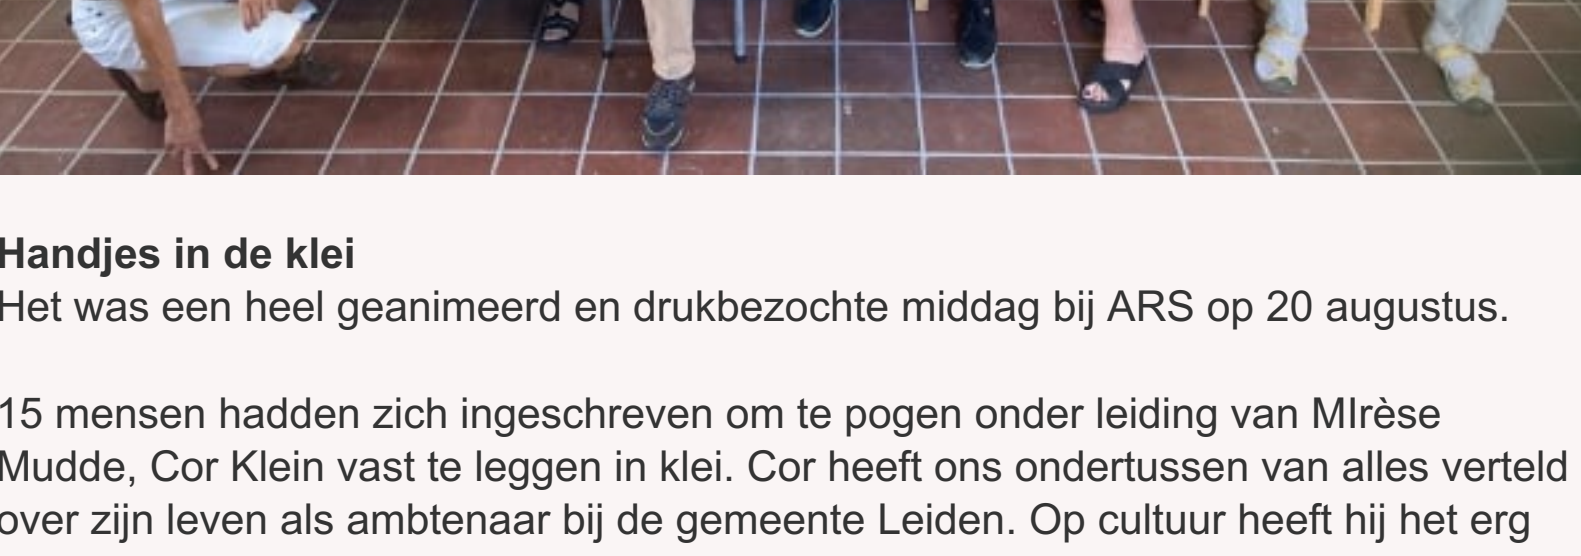 Handjes in de klei
Het was een heel geanimeerd en drukbezochte middag bij ARS op 20 augustus.
15 mensen hadden zich ingeschreven om te pogen onder leiding van MIrèse
Mudde, Cor Klein vast te leggen in klei. Cor heeft ons ondertussen van alles verteld
over zijn leven als ambtenaar bij de gemeente Leiden. Op cultuur heeft hij het erg